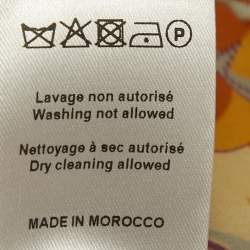 P
Lavage non autorisé
Washing not allowed
Nettoyage à sec autorisé
Dry cleaning allowed
MADE IN MOROCCO